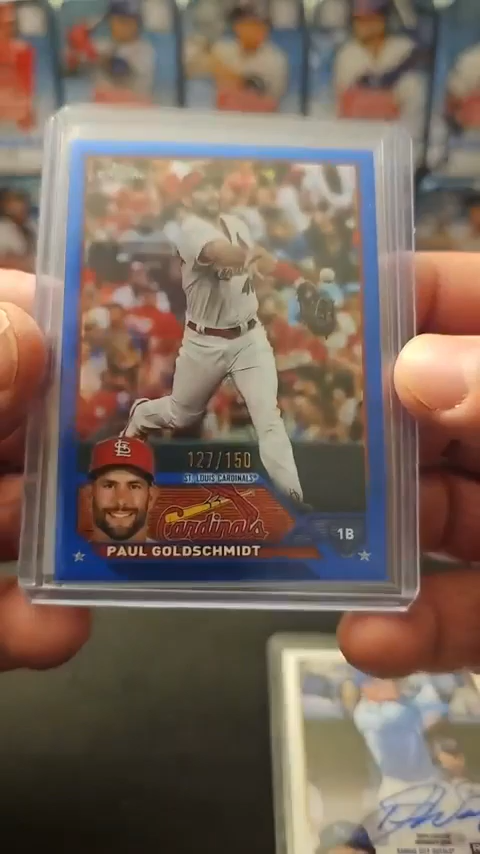 127/150
ST. LOUIS CARDINALS®
Cardinals
PAUL GOLDSCHMIDT
1B